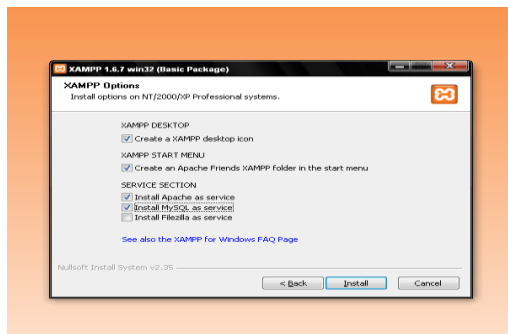 XAMPP 1.6.7 win32 (Basic Package)
XAMPP Options
Install options on NT/2000/XP Professional systems.
XAMPP DESKTOP
Create a XAMPP desktop icon
XAMPP START MENU
Create an Apache Friends XAMPP folder in the start menu
SERVICE SECTION
Install Apache as service
Install MySQL as service
Install Filezilla as service
See also the XAMPP for Windows FAQ Page
Nullsoft Install System v2.35
< Back
Install
Cancel